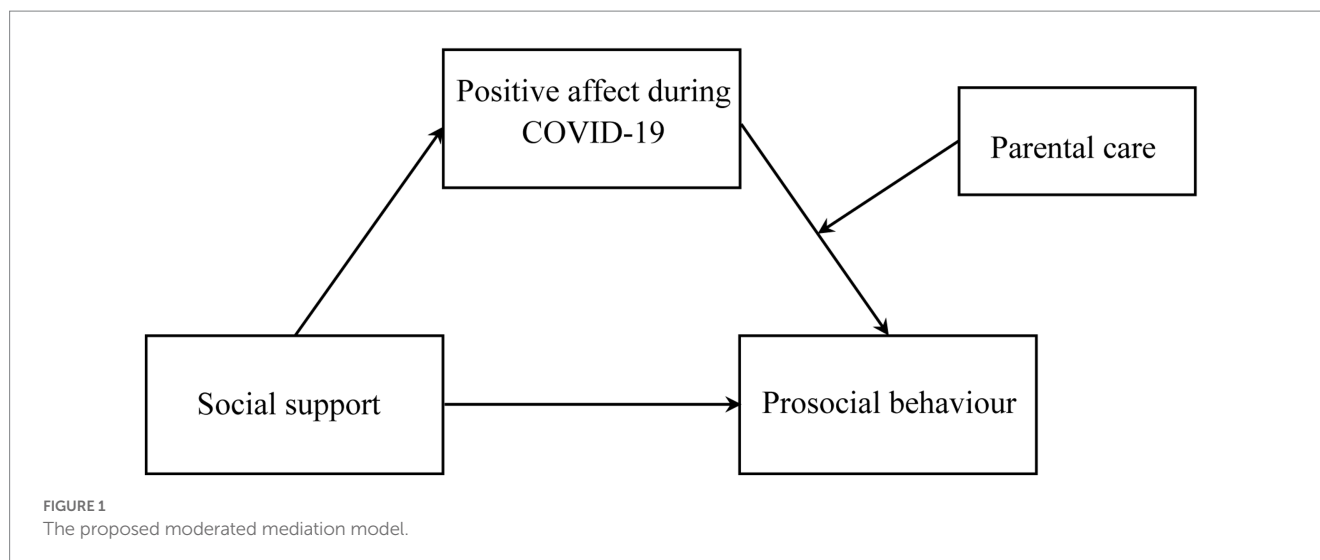 Positive affect during
COVID-19
Parental care
Social support
Prosocial behaviour
FIGURE 1
The proposed moderated mediation model.